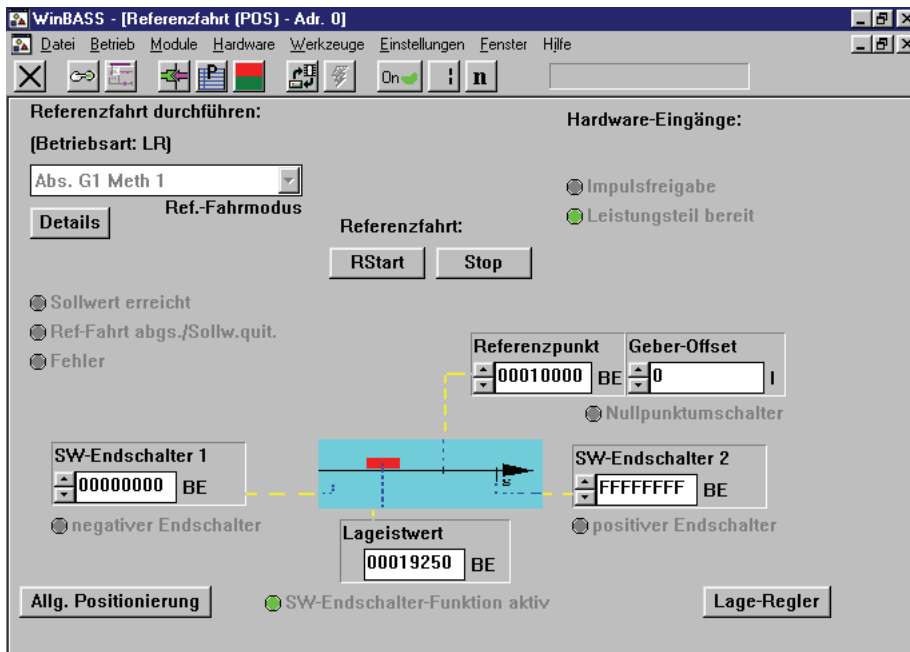 WinBASS - [Referenzfahrt (POS) - Adr. 0]
Datei Betrieb Module Hardware Werkzeuge Einstellungen Fenster Hilfe
P On n
Referenzfahrt durchführen:
Hardware-Eingänge:
(Betriebsart: LR)
Abs. G1 Meth 1
Impulsfreigabe
Ref.-Fahrmodus
Details
Leistungsteil bereit
Referenzfahrt:
RStart Stop
Sollwert erreicht
Ref-Fahrt abgs./Sollw.quit.
Fehler
Referenzpunkt Geber-Offset
00010000 BE 0 I
Nullpunktumschalter
SW-Endschalter 1
SW-Endschalter 2
00000000 BE
s
FFFFFFFF BE
negativer Endschalter
positiver Endschalter
Lageistwert
00019250 BE
Allg. Positionierung
SW-Endschalter-Funktion aktiv
Lage-Regler